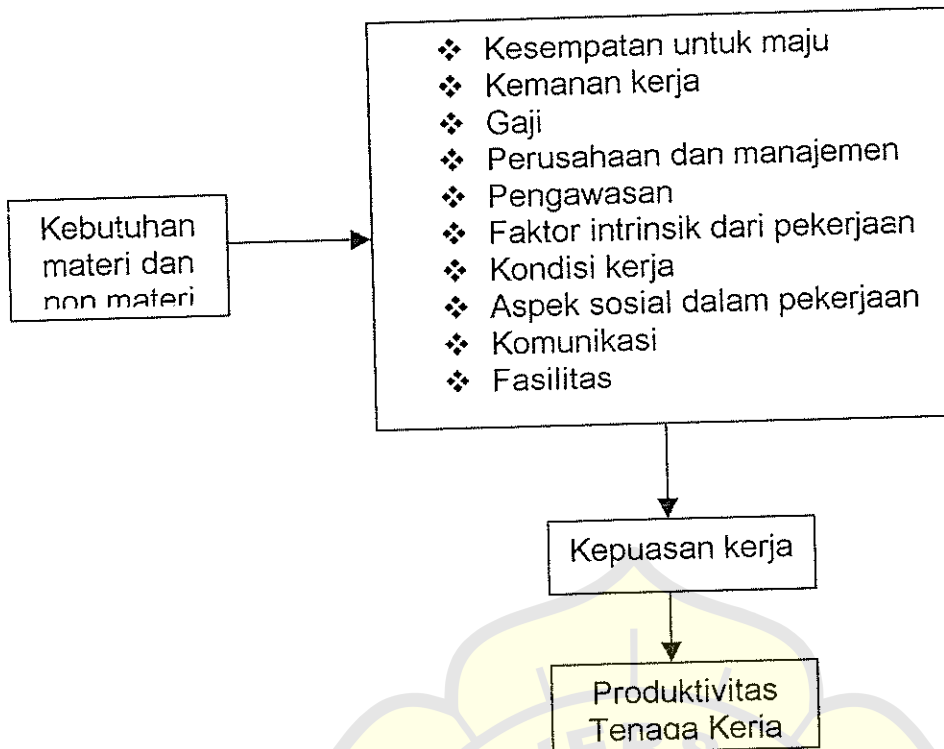 Kebutuhan
materi dan
non materi
❖ Kesempatan untuk maju
❖ Kemanan kerja
❖ Gaji
❖ Perusahaan dan manajemen
❖ Pengawasan
❖ Faktor intrinsik dari pekerjaan
❖ Kondisi kerja
❖ Aspek sosial dalam pekerjaan
❖ Komunikasi
❖ Fasilitas
Kepuasan kerja
Produktivitas
Tenaga Kerja